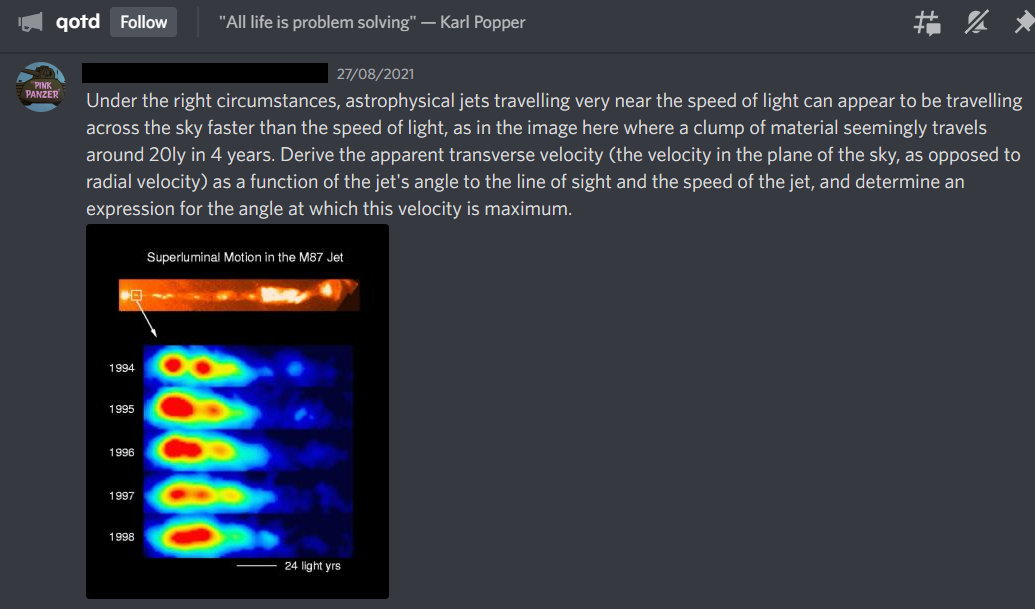 qotd Follow "All life is problem solving" — Karl Popper
PINK
PANZER
27/08/2021
Under the right circumstances, astrophysical jets travelling very near the speed of light can appear to be travelling
across the sky faster than the speed of light, as in the image here where a clump of material seemingly travels
around 20ly in 4 years. Derive the apparent transverse velocity (the velocity in the plane of the sky, as opposed to
radial velocity) as a function of the jet's angle to the line of sight and the speed of the jet, and determine an
expression for the angle at which this velocity is maximum.
Superluminal Motion in the M87 Jet
1994
1995
1996
1997
1998
24 light yrs